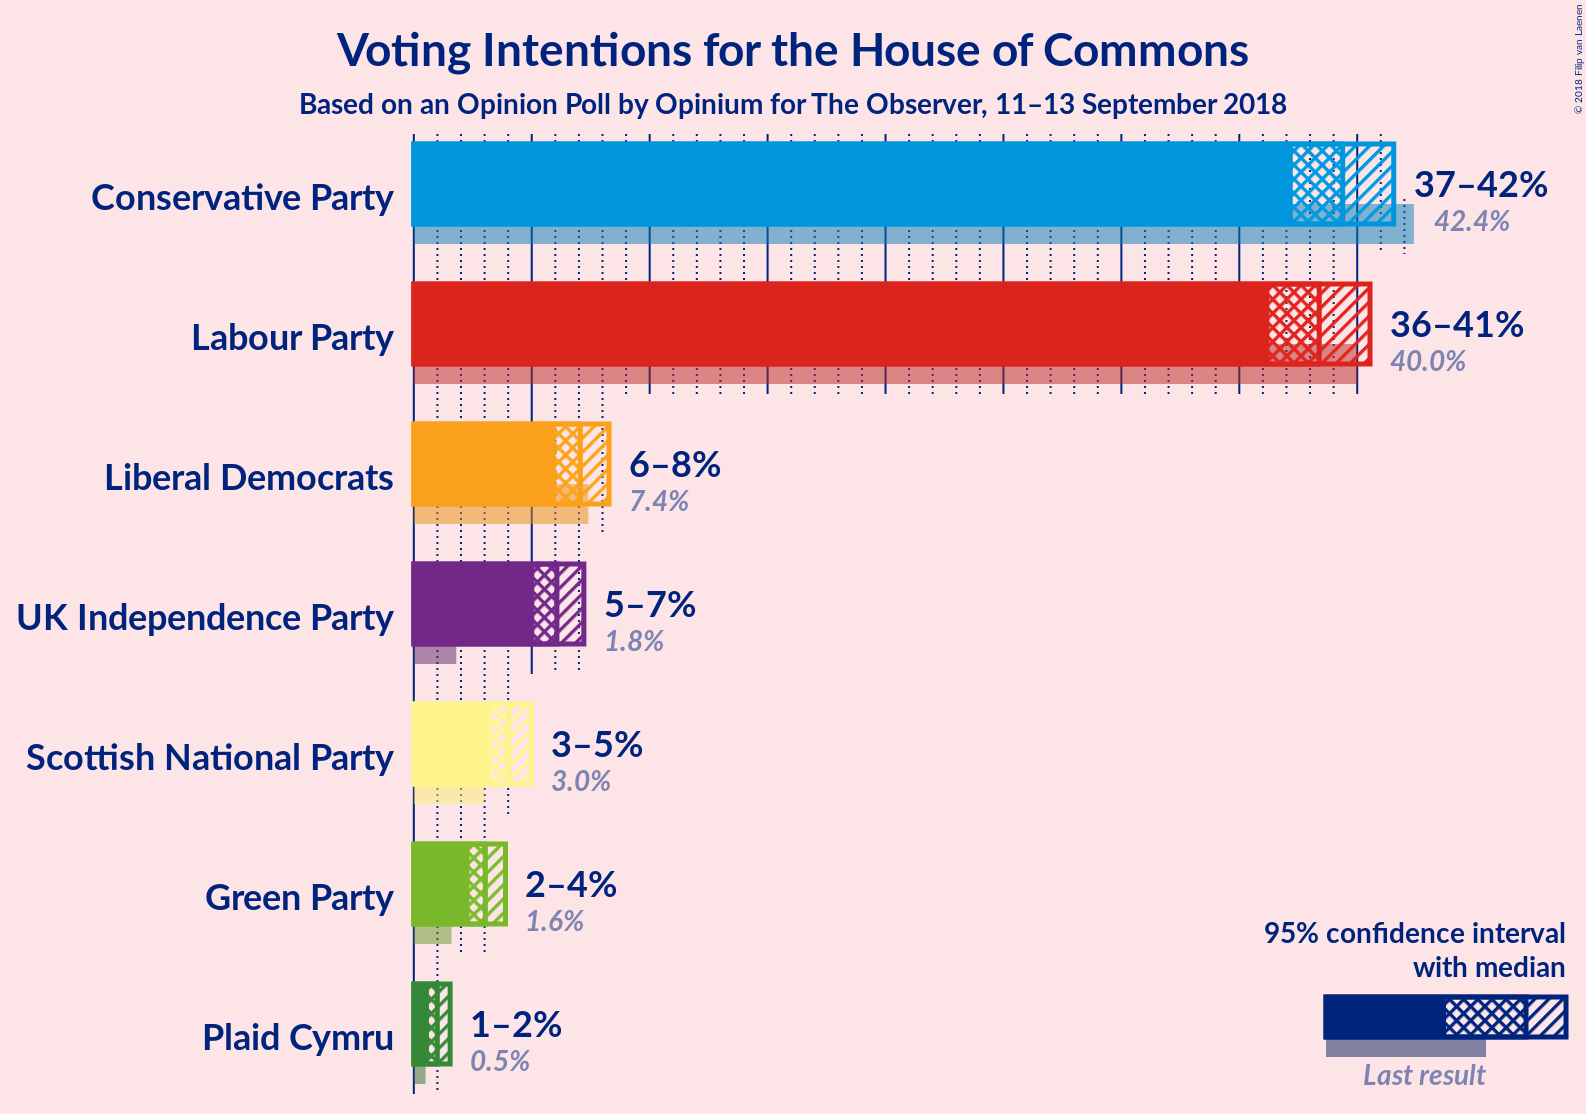 Voting Intentions for the House of Commons
Based on an Opinion Poll by Opinium for The Observer, 11–13 September 2018
© 2018 Filip van Laenen
Conservative Party
37–42%
42.4%
Labour Party
36–41%
40.0%
Liberal Democrats
6–8%
7.4%
UK Independence Party
5–7%
1.8%
Scottish National Party
3–5%
3.0%
Green Party
2–4%
1.6%
Plaid Cymru
1–2%
0.5%
95% confidence interval
with median
Last result